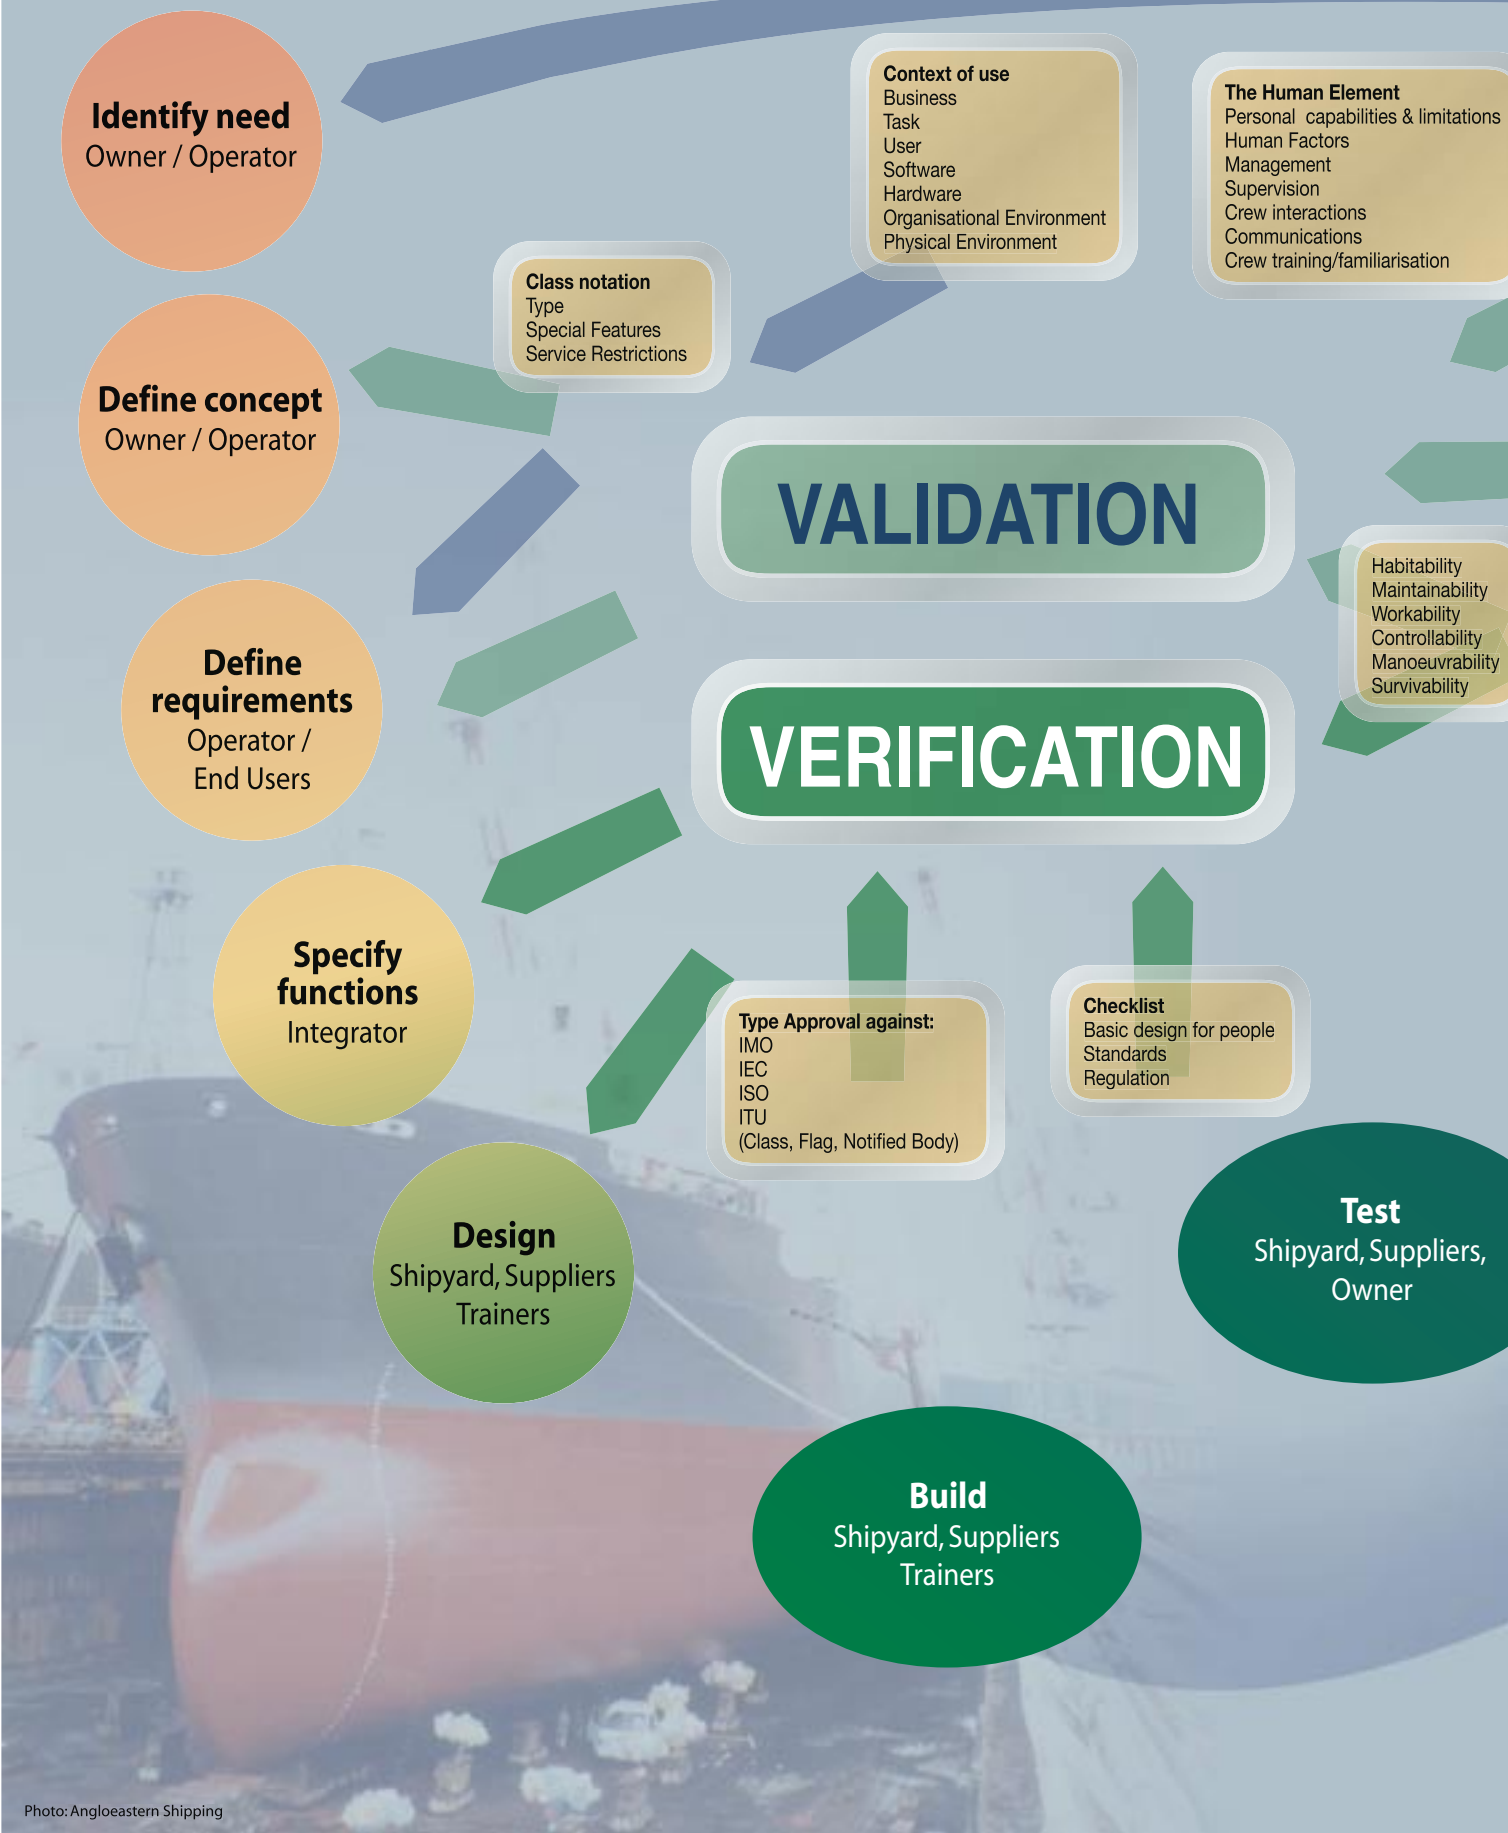 Identify need
Owner / Operator
Context of use
Business
Task
User
Software
Hardware
Organisational Environment
Physical Environment
The Human Element
Personal capabilities & limitations
Human Factors
Management
Supervision
Crew interactions
Communications
Crew training/familiarisation
Class notation
Type
Special Features
Service Restrictions
Define concept
Owner / Operator
VALIDATION
Habitability
Maintainability
Workability
Controllability
Manoeuvrability
Survivability
Define
requirements
Operator /
End Users
VERIFICATION
Specify
functions
Integrator
Type Approval against:
IMO
IEC
ISO
ITU
(Class, Flag, Notified Body)
Checklist
Basic design for people
Standards
Regulation
Design
Shipyard, Suppliers
Trainers
Test
Shipyard, Suppliers,
Owner
Build
Shipyard, Suppliers
Trainers
Photo: Angloeastern Shipping